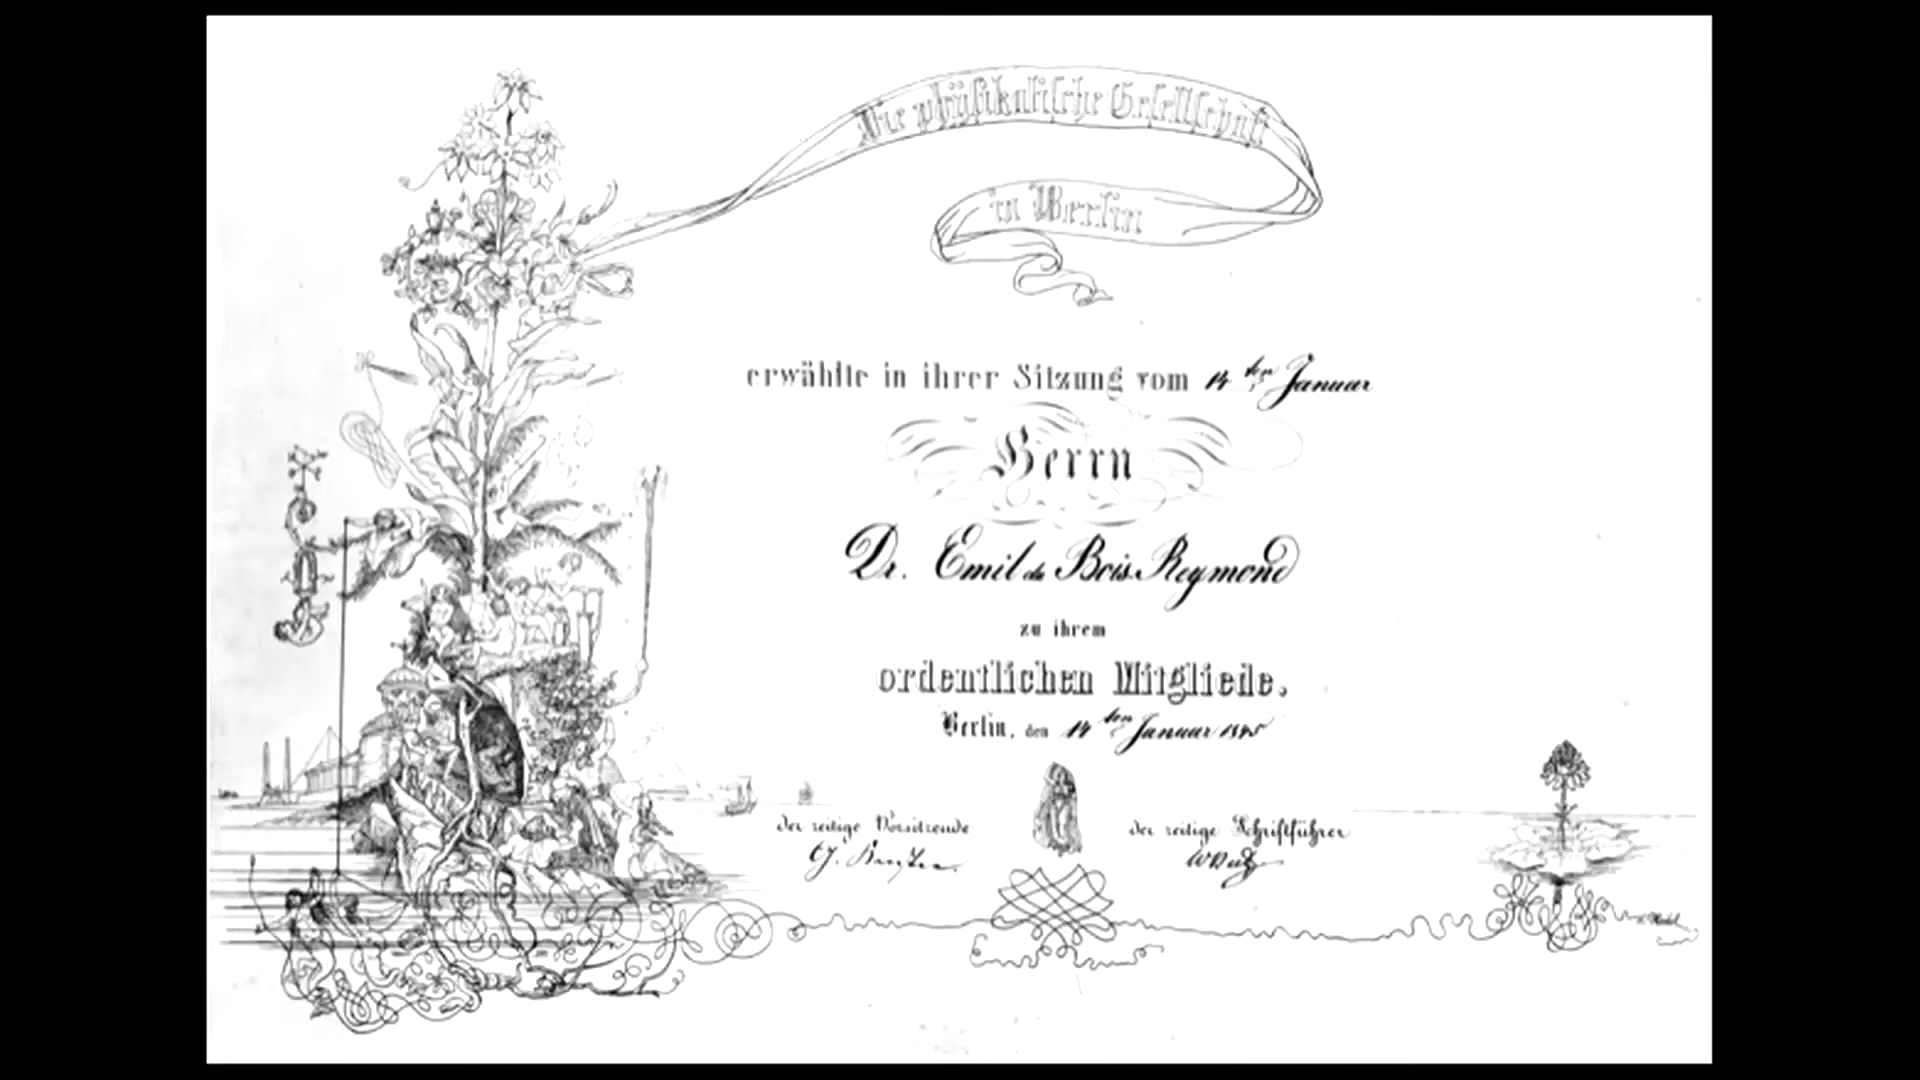 Die physikalische Gesellschaft
in Berlin
erwählte in ihrer Sitzung vom 14ten Januar
Herrn
Dr. Emil du Bois Reymond
zu ihrem
ordentlichen Mitgliede.
Berlin, den 14ten Januar 1845
der zeitige Vorsitzende
der zeitige Schriftführer